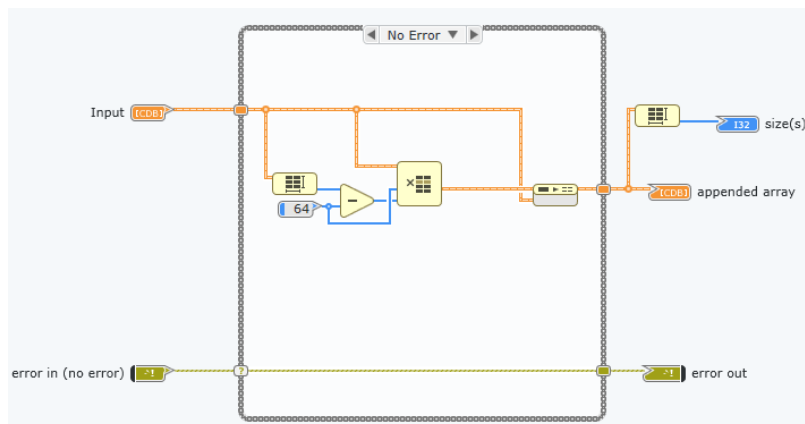 No Error
Input [CDB]
I32 size(s)
[CDB] appended array
64
error in (no error)
error out